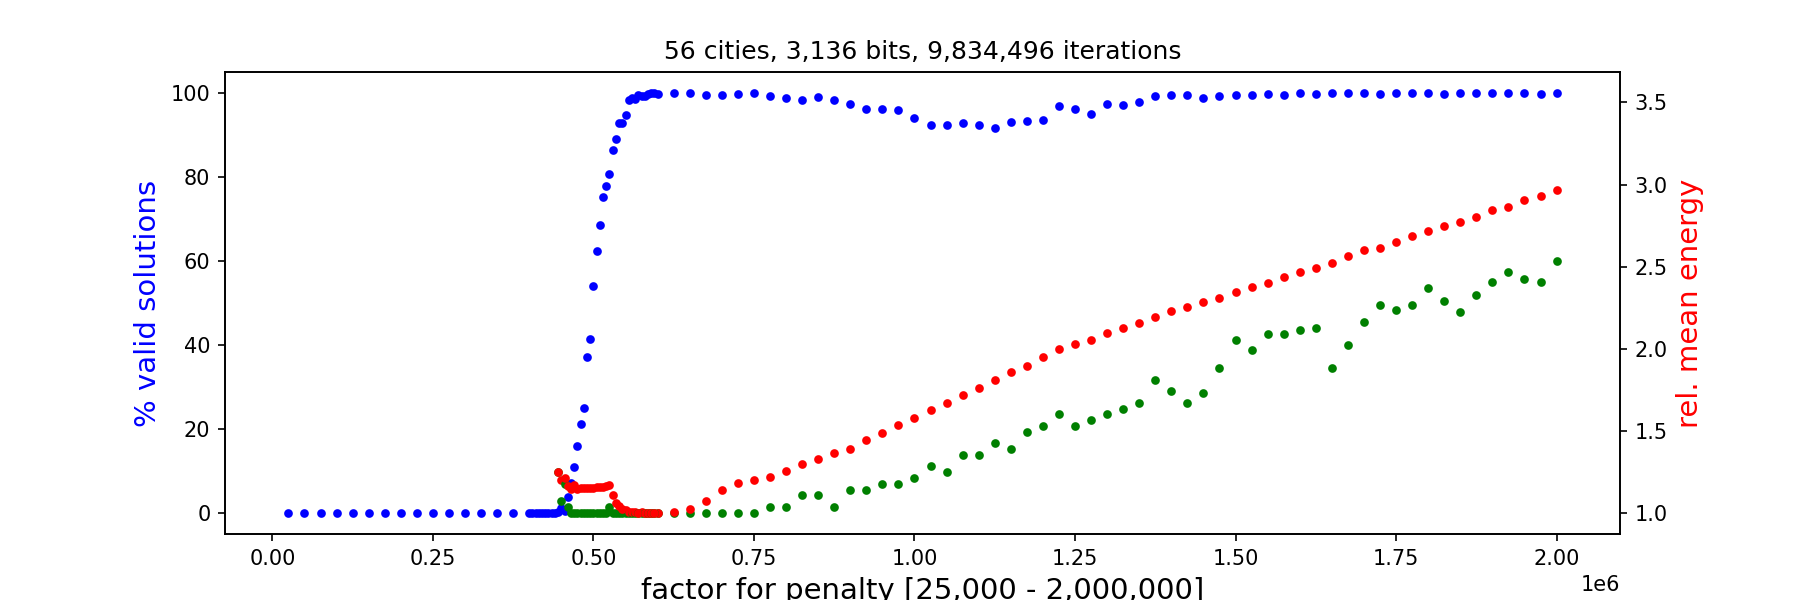 56 cities, 3,136 bits, 9,834,496 iterations
100
80
60
40
20
0
% valid solutions
3.5
3.0
2.5
2.0
1.5
1.0
rel. mean energy
0.00 0.25 0.50 0.75 1.00 1.25 1.50 1.75 2.00
1e6
factor for penalty [25,000 - 2,000,000]